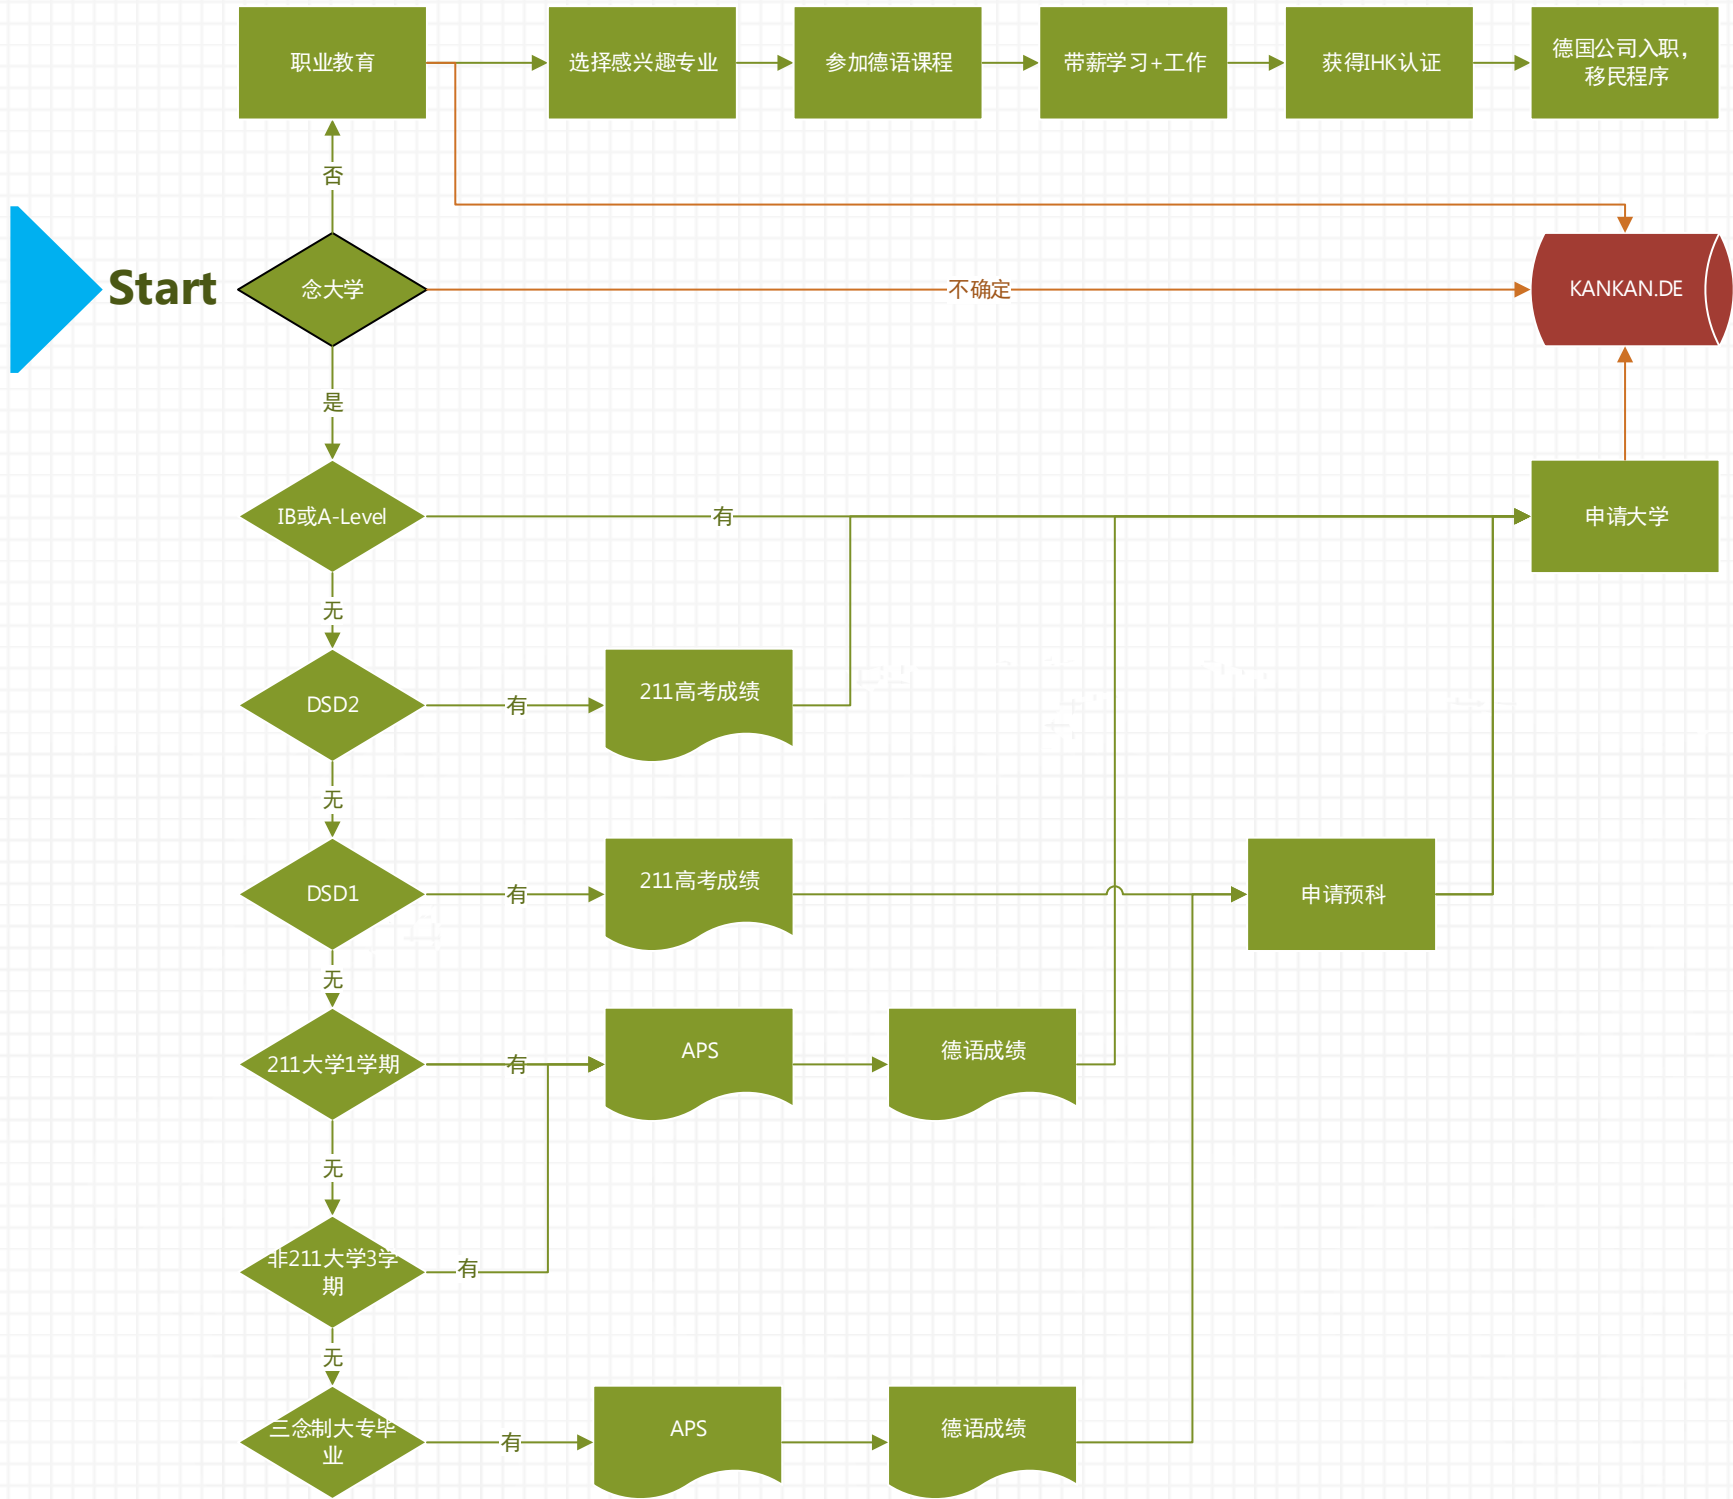 职业教育
选择感兴趣专业
参加德语课程
带薪学习+工作
获得IHK认证
德国公司入职，
移民程序
否
Start
念大学
不确定
KANKAN.DE
是
IB或A-Level
有
申请大学
无
DSD2
有
211高考成绩
无
DSD1
有
211高考成绩
申请预科
无
211大学1学期
有
APS
德语成绩
无
非211大学3学
期
有
无
三念制大专毕
业
有
APS
德语成绩